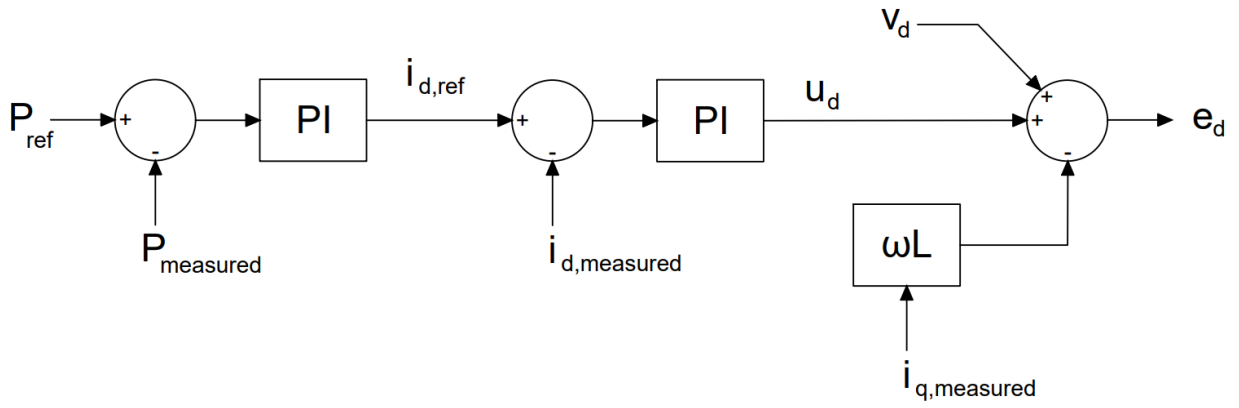 v_d
P_ref
+
-
PI
i_d,ref
+
-
PI
u_d
+
+
-
e_d
P_measured
i_d,measured
ωL
i_q,measured